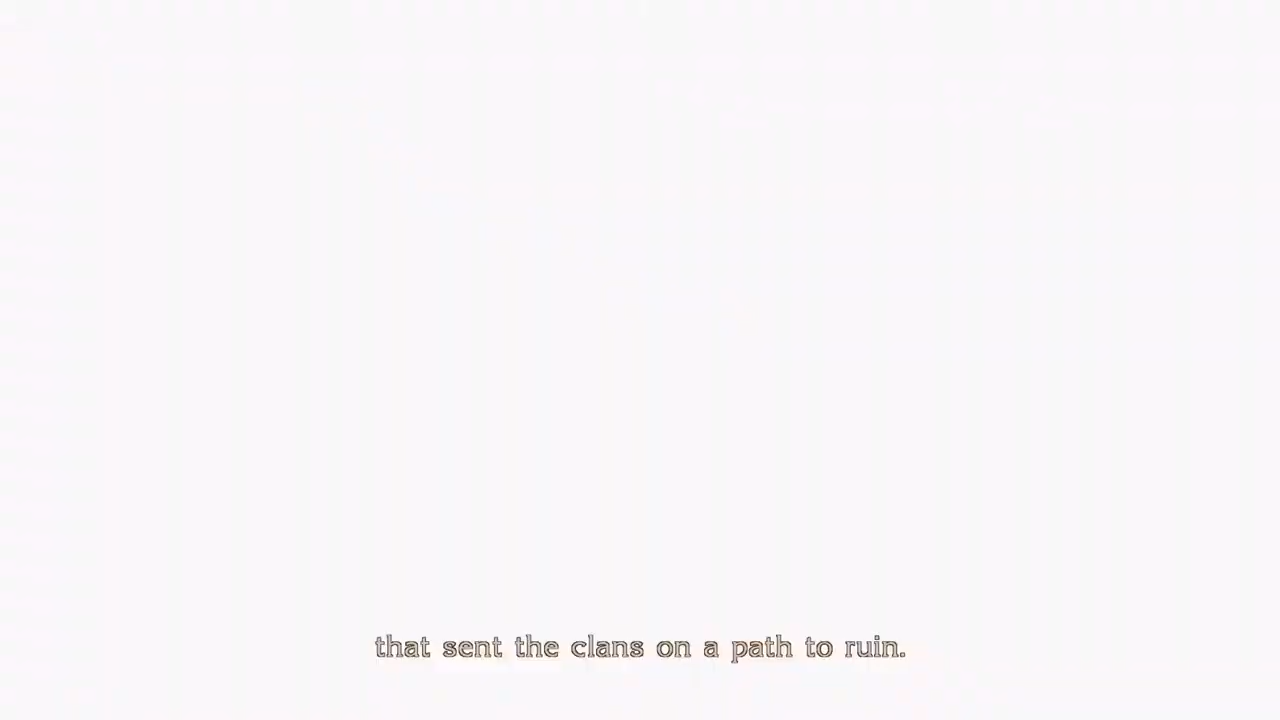 that sent the clans on a path to ruin.